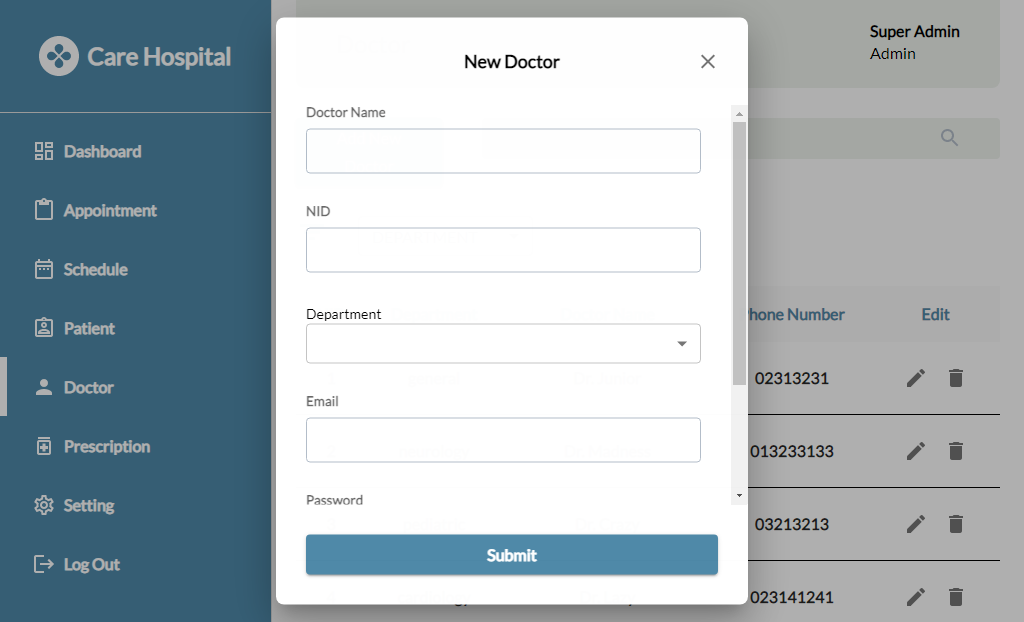 Care Hospital
Dashboard
Appointment
Schedule
Patient
Doctor
Prescription
Setting
Log Out
New Doctor
Doctor Name
NID
Department
Email
Password
Submit
Super Admin
Admin
Number Edit
02313231
013233133
03213213
023141241